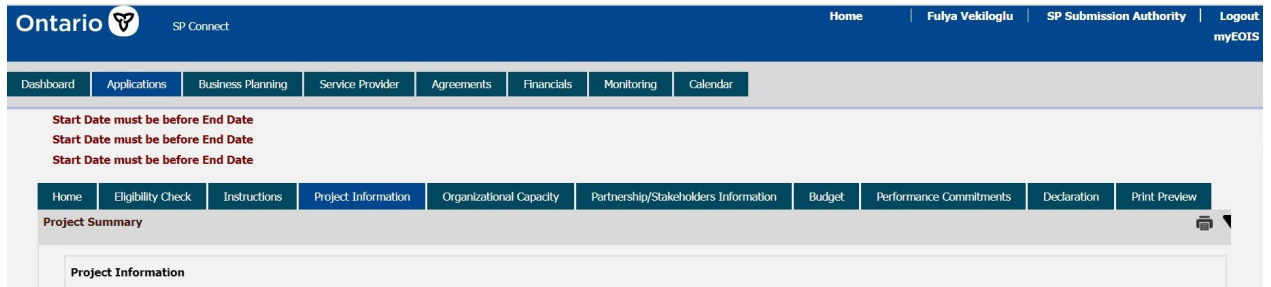 Ontario SP Connect Home | Fulya Vekiloglu | SP Submission Authority | Logout
myEOIS
Dashboard Applications Business Planning Service Provider Agreements Financials Monitoring Calendar
Start Date must be before End Date
Start Date must be before End Date
Start Date must be before End Date
Home Eligibility Check Instructions Project Information Organizational Capacity Partnership/Stakeholders Information Budget Performance Commitments Declaration Print Preview
Project Summary
Project Information